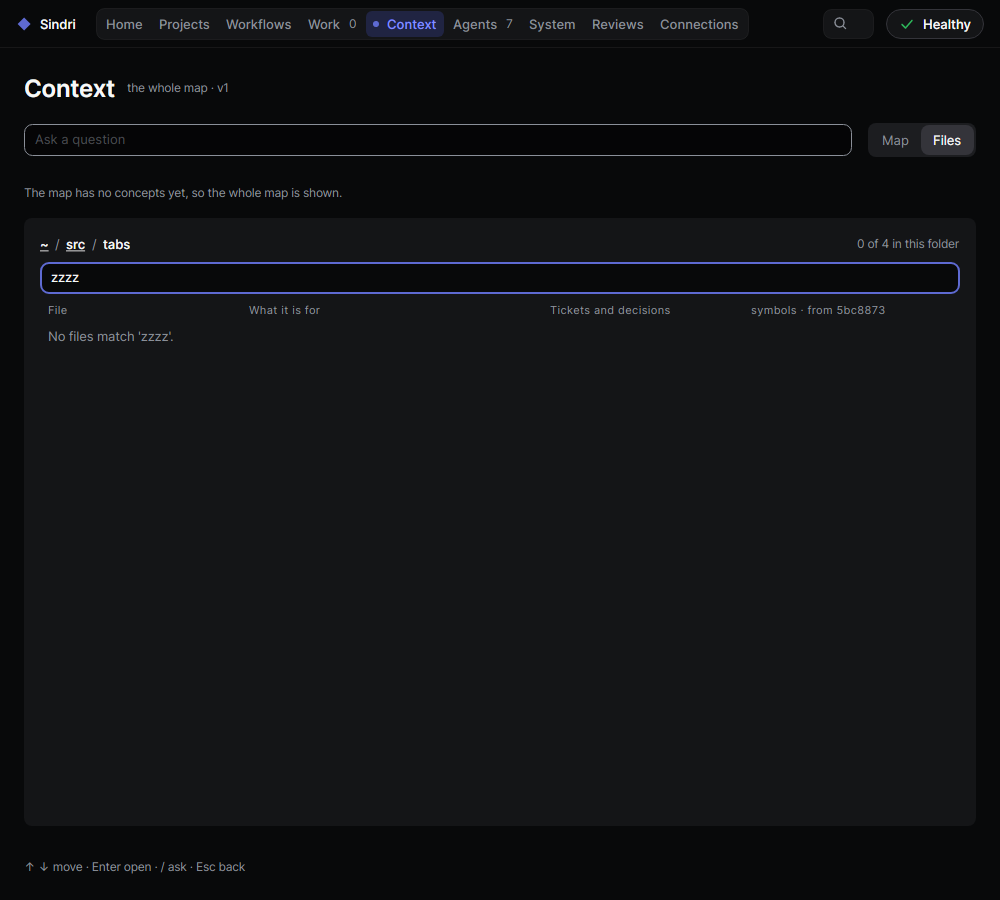 Sindri Home Projects Workflows Work 0 Context Agents 7 System Reviews Connections Healthy
Context the whole map · v1
Ask a question Map Files
The map has no concepts yet, so the whole map is shown.
~ / src / tabs 0 of 4 in this folder
zzzz
File What it is for Tickets and decisions symbols · from 5bc8873
No files match 'zzzz'.
↑ ↓ move · Enter open · / ask · Esc back